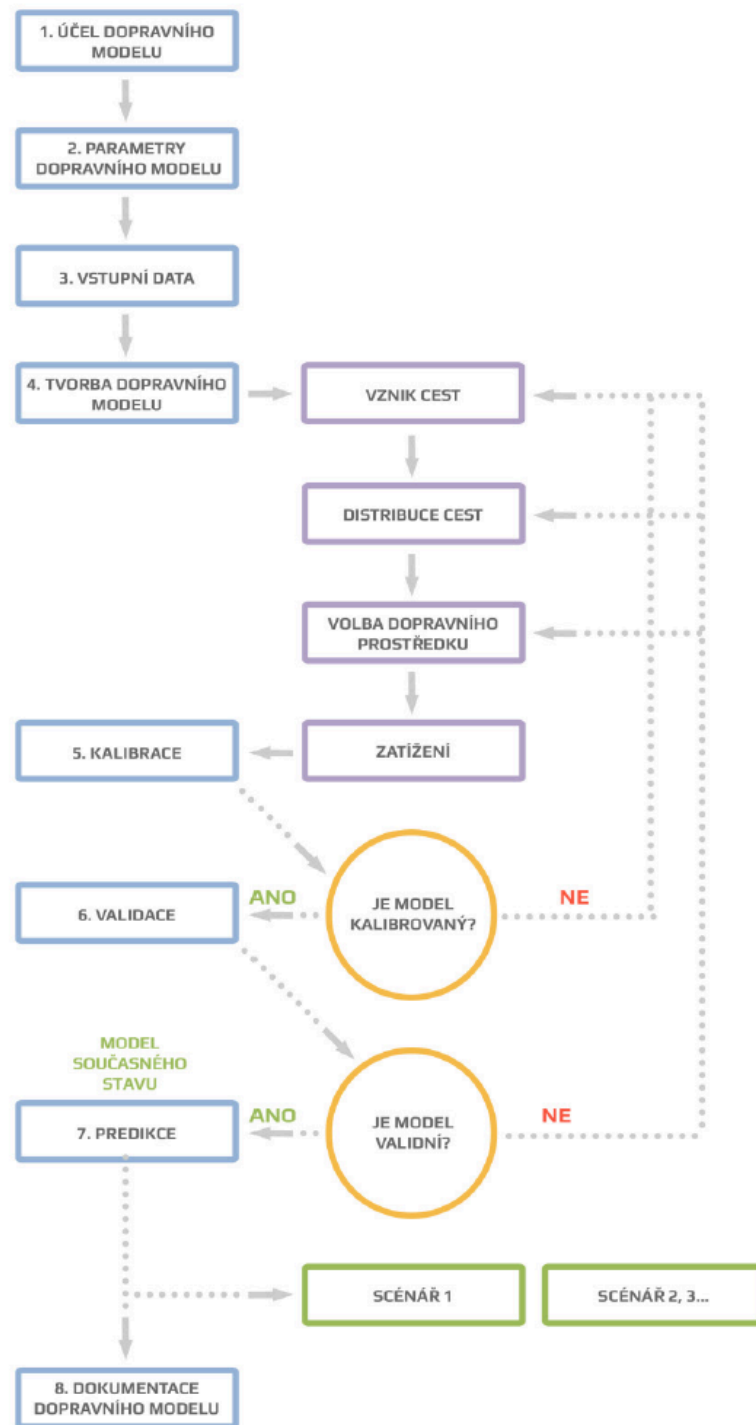 1. ÚČEL DOPRAVNÍHO
MODELU
2. PARAMETRY
DOPRAVNÍHO MODELU
3. VSTUPNÍ DATA
4. TVORBA DOPRAVNÍHO
MODELU
VZNIK CEST
DISTRIBUCE CEST
VOLBA DOPRAVNÍHO
PROSTŘEDKU
ZATÍŽENÍ
5. KALIBRACE
JE MODEL
KALIBROVANÝ?
ANO
NE
6. VALIDACE
MODEL
SOUČASNÉHO
STAVU
JE MODEL
VALIDNÍ?
ANO
NE
7. PREDIKCE
SCÉNÁŘ 1
SCÉNÁŘ 2, 3...
8. DOKUMENTACE
DOPRAVNÍHO MODELU